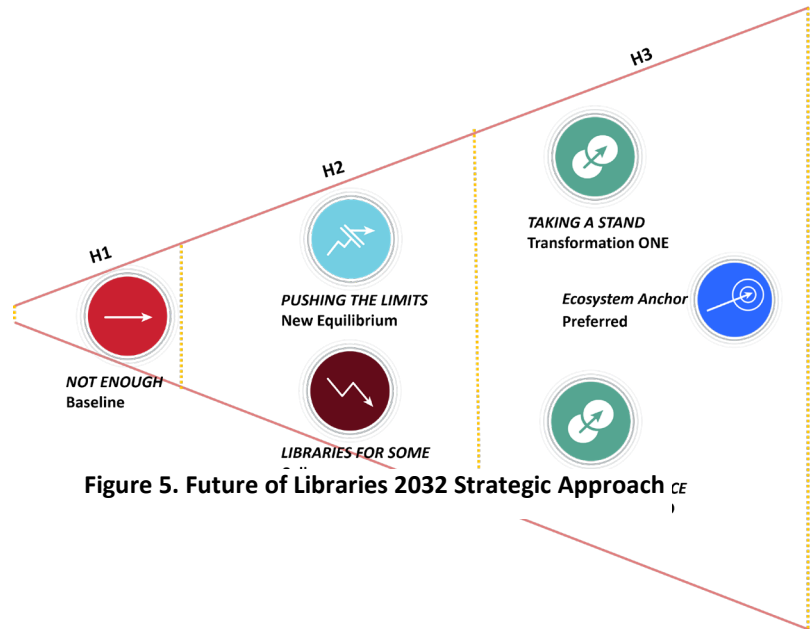 H3
H2
H1
TAKING A STAND
Transformation ONE
PUSHING THE LIMITS
New Equilibrium
Ecosystem Anchor
Preferred
NOT ENOUGH
Baseline
LIBRARIES FOR SOME
Figure 5. Future of Libraries 2032 Strategic Approach
CE